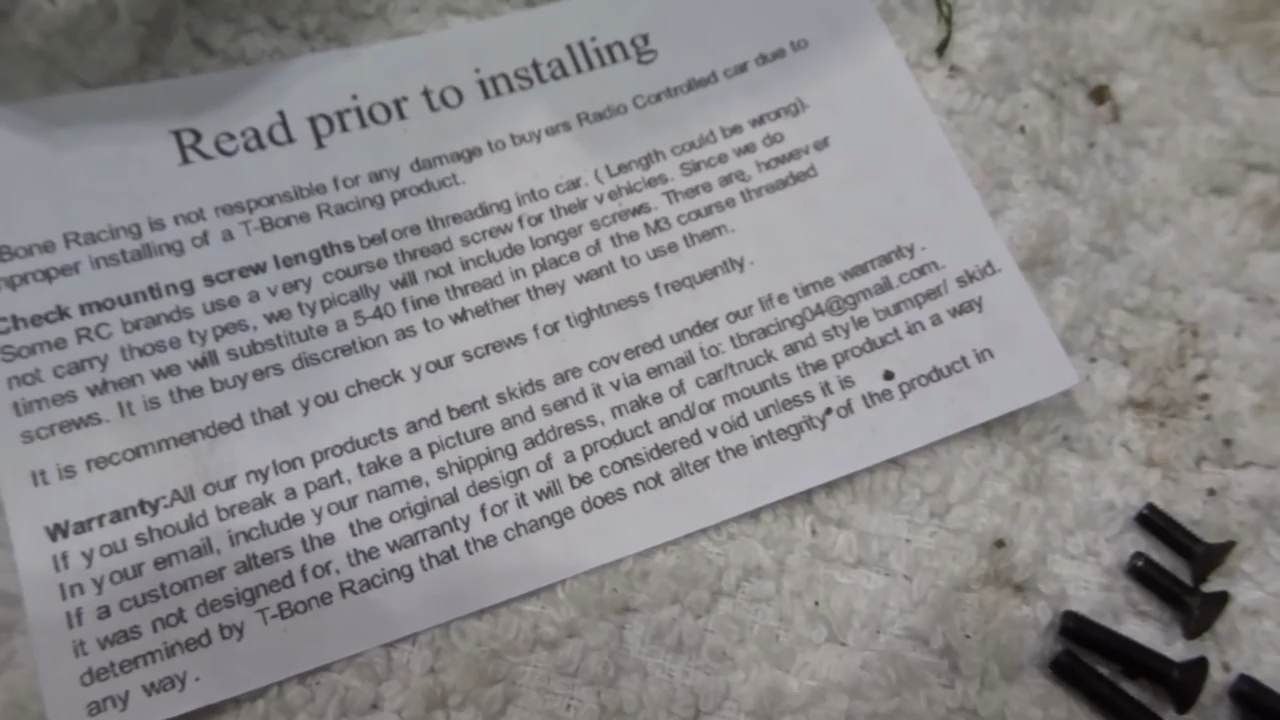 Read prior to installing
Bone Racing is not responsible for any damage to buyers Radio Controlled car due to
nproper installing of a T-Bone Racing product.
Check mounting screw lengths before threading into car. ( Length could be wrong).
Some RC brands use a very course thread screw for their vehicles. Since we do
not carry those types, we typically will not include longer screws. There are, however
times when we will substitute a 5-40 fine thread in place of the M3 course threaded
screws. It is the buyers discretion as to whether they want to use them.
It is recommended that you check your screws for tightness frequently.
Warranty:All our nylon products and bent skids are covered under our life time warranty.
If you should break a part, take a picture and send it via email to: tbracing04@gmail.com.
In your email, include your name, shipping address, make of car/truck and style bumper/ skid.
If a customer alters the the original design of a product and/or mounts the product in a way
it was not designed for, the warranty for it will be considered void unless it is
determined by T-Bone Racing that the change does not alter the integrity of the product in
any way.